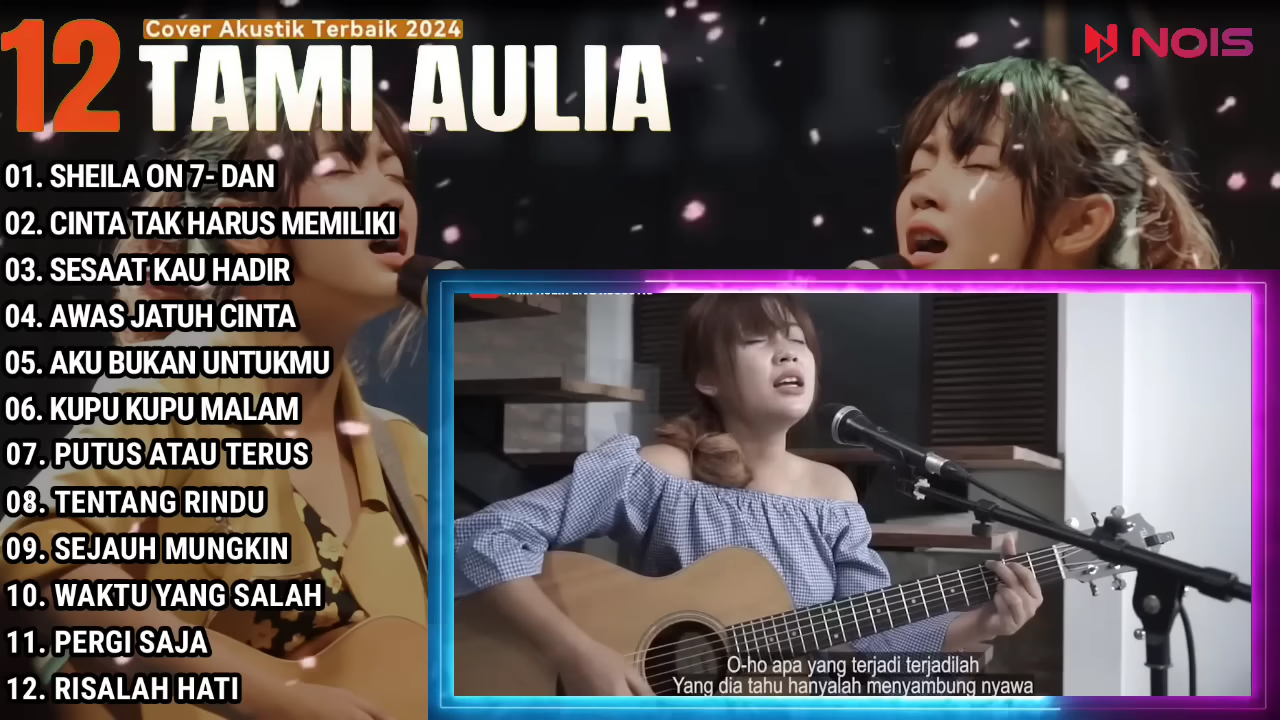 12
Cover Akustik Terbaik 2024
TAMI AULIA
NOIS
01. SHEILA ON 7- DAN
02. CINTA TAK HARUS MEMILIKI
03. SESAAT KAU HADIR
04. AWAS JATUH CINTA
05. AKU BUKAN UNTUKMU
06. KUPU KUPU MALAM
07. PUTUS ATAU TERUS
08. TENTANG RINDU
09. SEJAUH MUNGKIN
10. WAKTU YANG SALAH
11. PERGI SAJA
12. RISALAH HATI
O-ho apa yang terjadi terjadilah
Yang dia tahu hanyalah menyambung nyawa